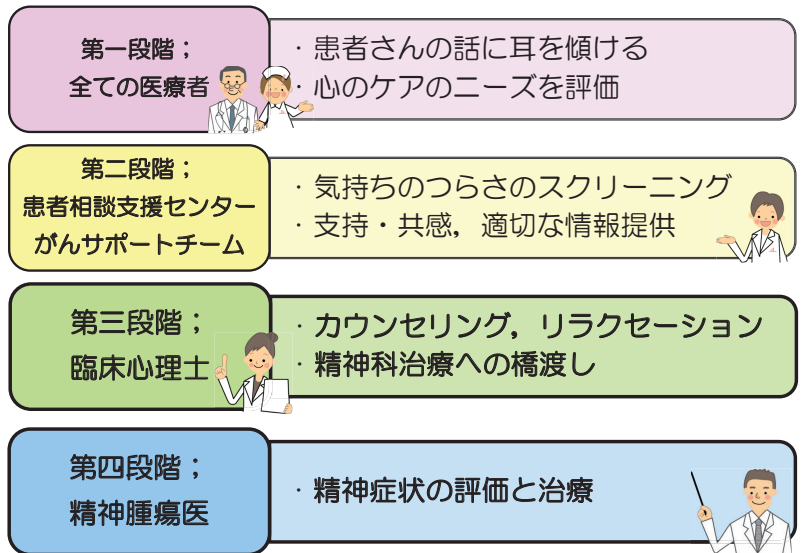 第一段階；
全ての医療者
・患者さんの話に耳を傾ける
・心のケアのニーズを評価
第二段階；
患者相談支援センター
がんサポートチーム
・気持ちのつらさのスクリーニング
・支持・共感，適切な情報提供
第三段階；
臨床心理士
・カウンセリング，リラクセーション
・精神科治療への橋渡し
第四段階；
精神腫瘍医
・精神症状の評価と治療